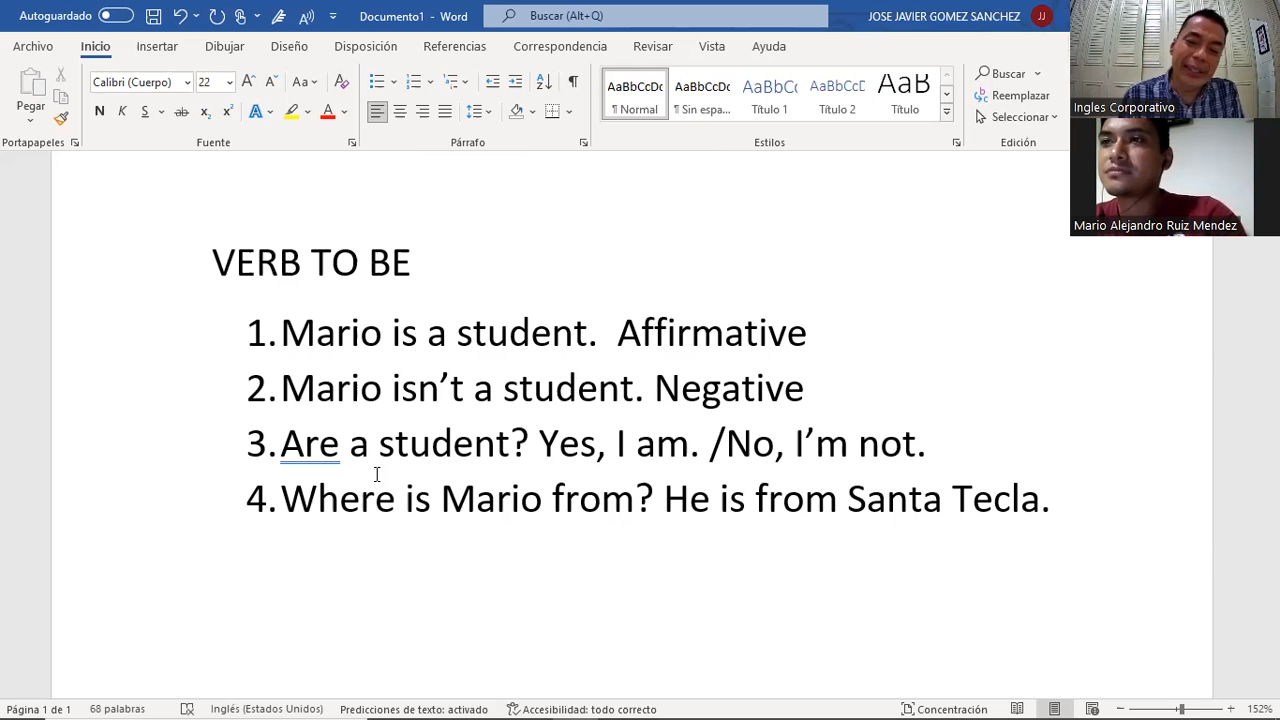 Autoguardado Documento1 - Word Buscar (Alt+Q) JOSE JAVIER GOMEZ SANCHEZ JJ
Archivo Inicio Insertar Dibujar Diseño Disposición Referencias Correspondencia Revisar Vista Ayuda
Pegar
Calibri (Cuerpo) 22 A A Aa A
N K S ab x₂ x² A A
AaBbCcDc AaBbCcDc AaBbCc AaBbCcD AaB
¶ Normal ¶ Sin espa... Título 1 Título 2 Título
Buscar
Reemplazar
Seleccionar
Portapapeles Fuente Párrafo Estilos Edición
Ingles Corporativo
Mario Alejandro Ruiz Mendez
VERB TO BE
1. Mario is a student. Affirmative
2. Mario isn’t a student. Negative
3. Are a student? Yes, I am. /No, I’m not.
4. Where is Mario from? He is from Santa Tecla.
Página 1 de 1 68 palabras Inglés (Estados Unidos) Predicciones de texto: activado Accesibilidad: todo correcto Concentración 152%